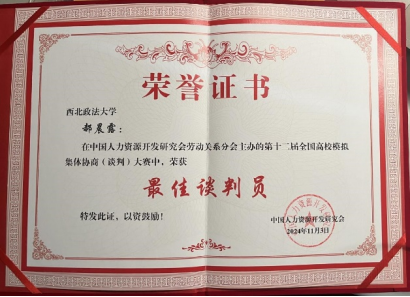 荣誉证书
西北政法大学
郝晨露：
在中国人力资源开发研究会劳动关系分会主办的第十二届全国高校模拟
集体协商（谈判）大赛中，荣获
最佳谈判员
特发此证，以资鼓励！
中国人力资源开发研究会
2024年11月3日